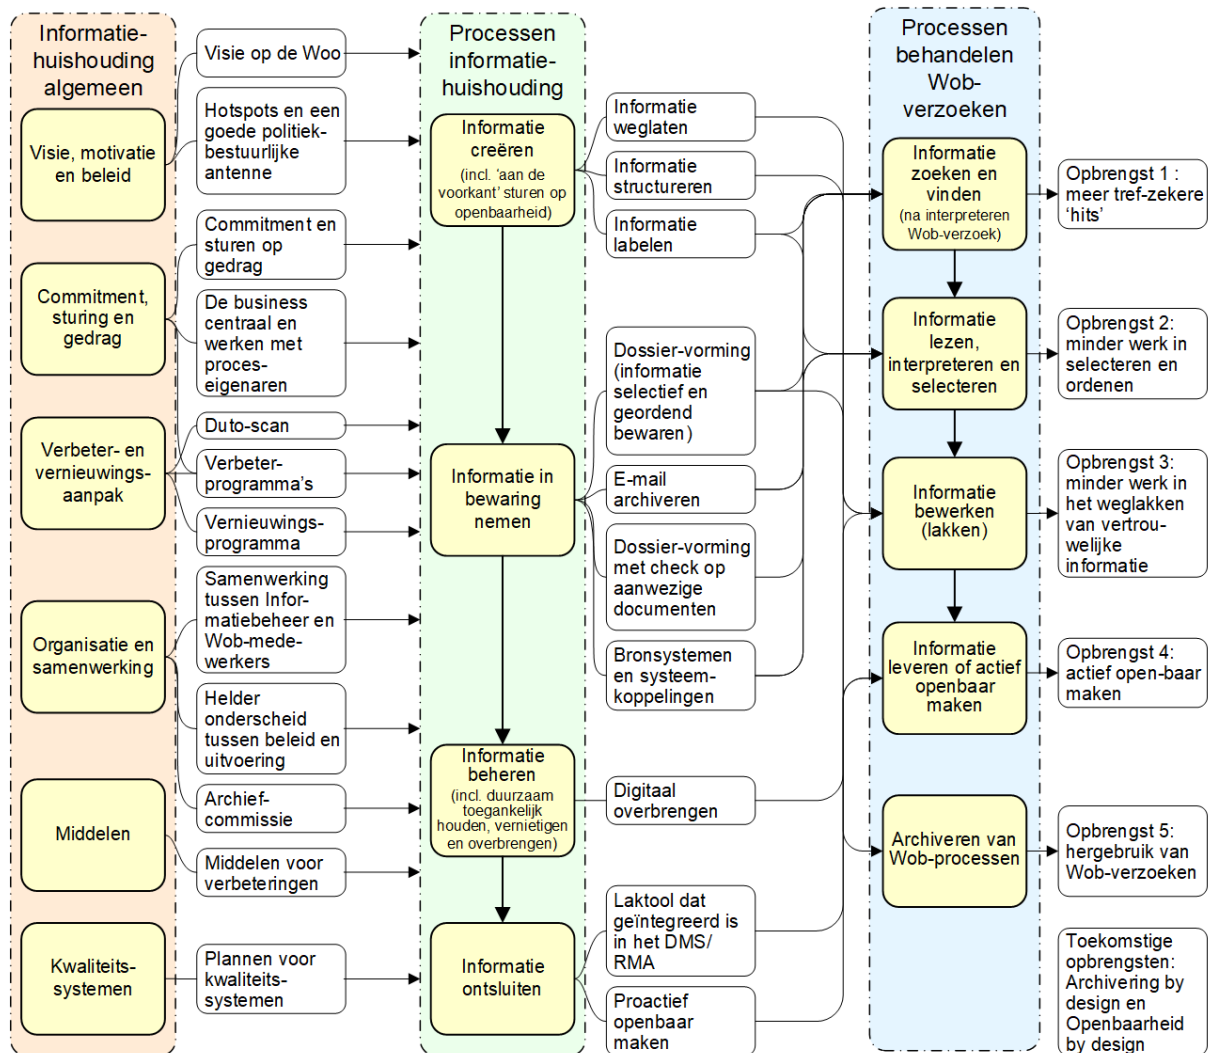 Informatie-
huishouding
algemeen
Visie, motivatie
en beleid
Commitment,
sturing en
gedrag
Verbeter- en
vernieuwings-
aanpak
Organisatie en
samenwerking
Middelen
Kwaliteits-
systemen
Visie op de Woo
Hotspots en een
goede politiek-
bestuurlijke
antenne
Commitment en
sturen op
gedrag
De business
centraal en
werken met
proces-
eigenaren
Duto-scan
Verbeter-
programma's
Vernieuwings-
programma
Samenwerking
tussen Infor-
matiebeheer en
Wob-mede-
werkers
Helder
onderscheid
tussen beleid en
uitvoering
Archief-
commissie
Middelen voor
verbeteringen
Plannen voor
kwaliteits-
systemen
Processen
informatie-
huishouding
Informatie
creëren
(incl. 'aan de
voorkant' sturen op
openbaarheid)
Informatie in
bewaring
nemen
Informatie
beheren
(incl. duurzaam
toegankelijk
houden, vernietigen
en overbrengen)
Informatie
ontsluiten
Informatie
weglaten
Informatie
structureren
Informatie
labelen
Dossier-vorming
(informatie
selectief en
geordend
bewaren)
E-mail
archiveren
Dossier-vorming
met check op
aanwezige
documenten
Bronsystemen
en systeem-
koppelingen
Digitaal
overbrengen
Laktool dat
geïntegreerd is
in het DMS/
RMA
Proactief
openbaar
maken
Processen
behandelen
Wob-
verzoeken
Informatie
zoeken en
vinden
(na interpreteren
Wob-verzoek)
Informatie
lezen,
interpreteren en
selecteren
Informatie
bewerken
(lakken)
Informatie
leveren of actief
openbaar
maken
Archiveren van
Wob-processen
Opbrengst 1 :
meer tref-zekere
'hits'
Opbrengst 2:
minder werk in
selecteren en
ordenen
Opbrengst 3:
minder werk in
het weglakken
van vertrou-
welijke
informatie
Opbrengst 4:
actief open-baar
maken
Opbrengst 5:
hergebruik van
Wob-verzoeken
Toekomstige
opbrengsten:
Archivering by
design en
Openbaarheid
by design